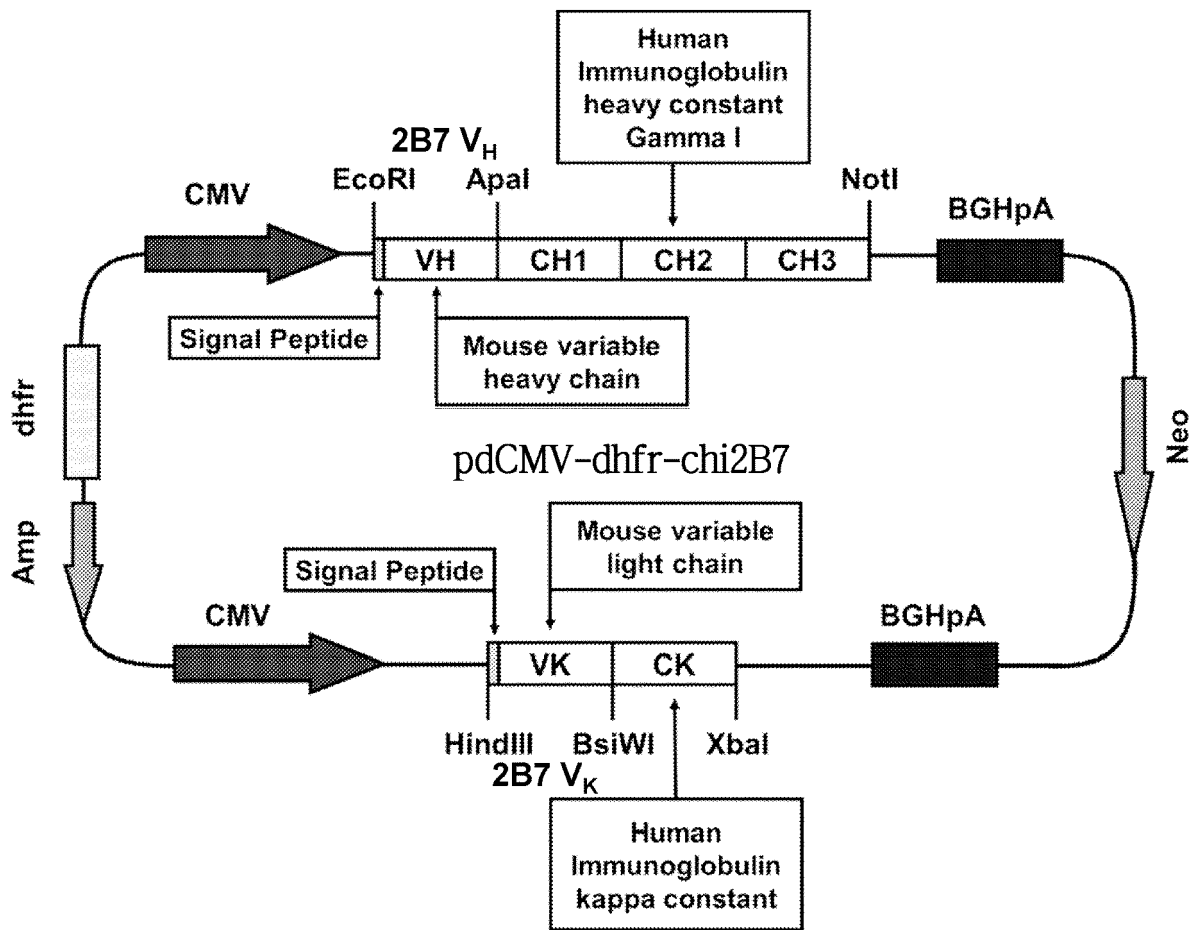 Human
Immunoglobulin
heavy constant
Gamma I
2B7 VH
EcoRI ApaI NotI
CMV
BGHpA
VH CH1 CH2 CH3
Signal Peptide
Mouse variable
heavy chain
dhfr
Neo
pdCMV-dhfr-chi2B7
Amp
Mouse variable
light chain
Signal Peptide
CMV
BGHpA
VK CK
HindIII BsiWI XbaI
2B7 VK
Human
Immunoglobulin
kappa constant